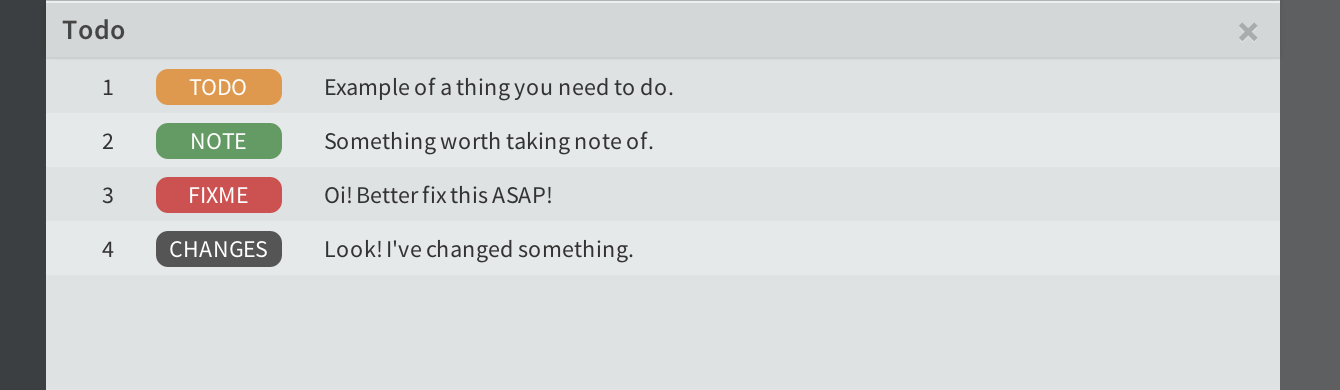 Todo
1 TODO Example of a thing you need to do.
2 NOTE Something worth taking note of.
3 FIXME Oi! Better fix this ASAP!
4 CHANGES Look! I've changed something.